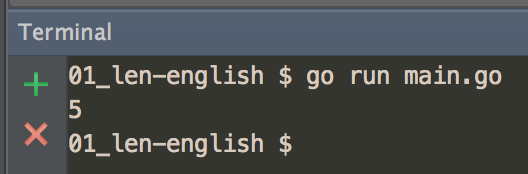 Terminal
01_len-english $ go run main.go
5
01_len-english $